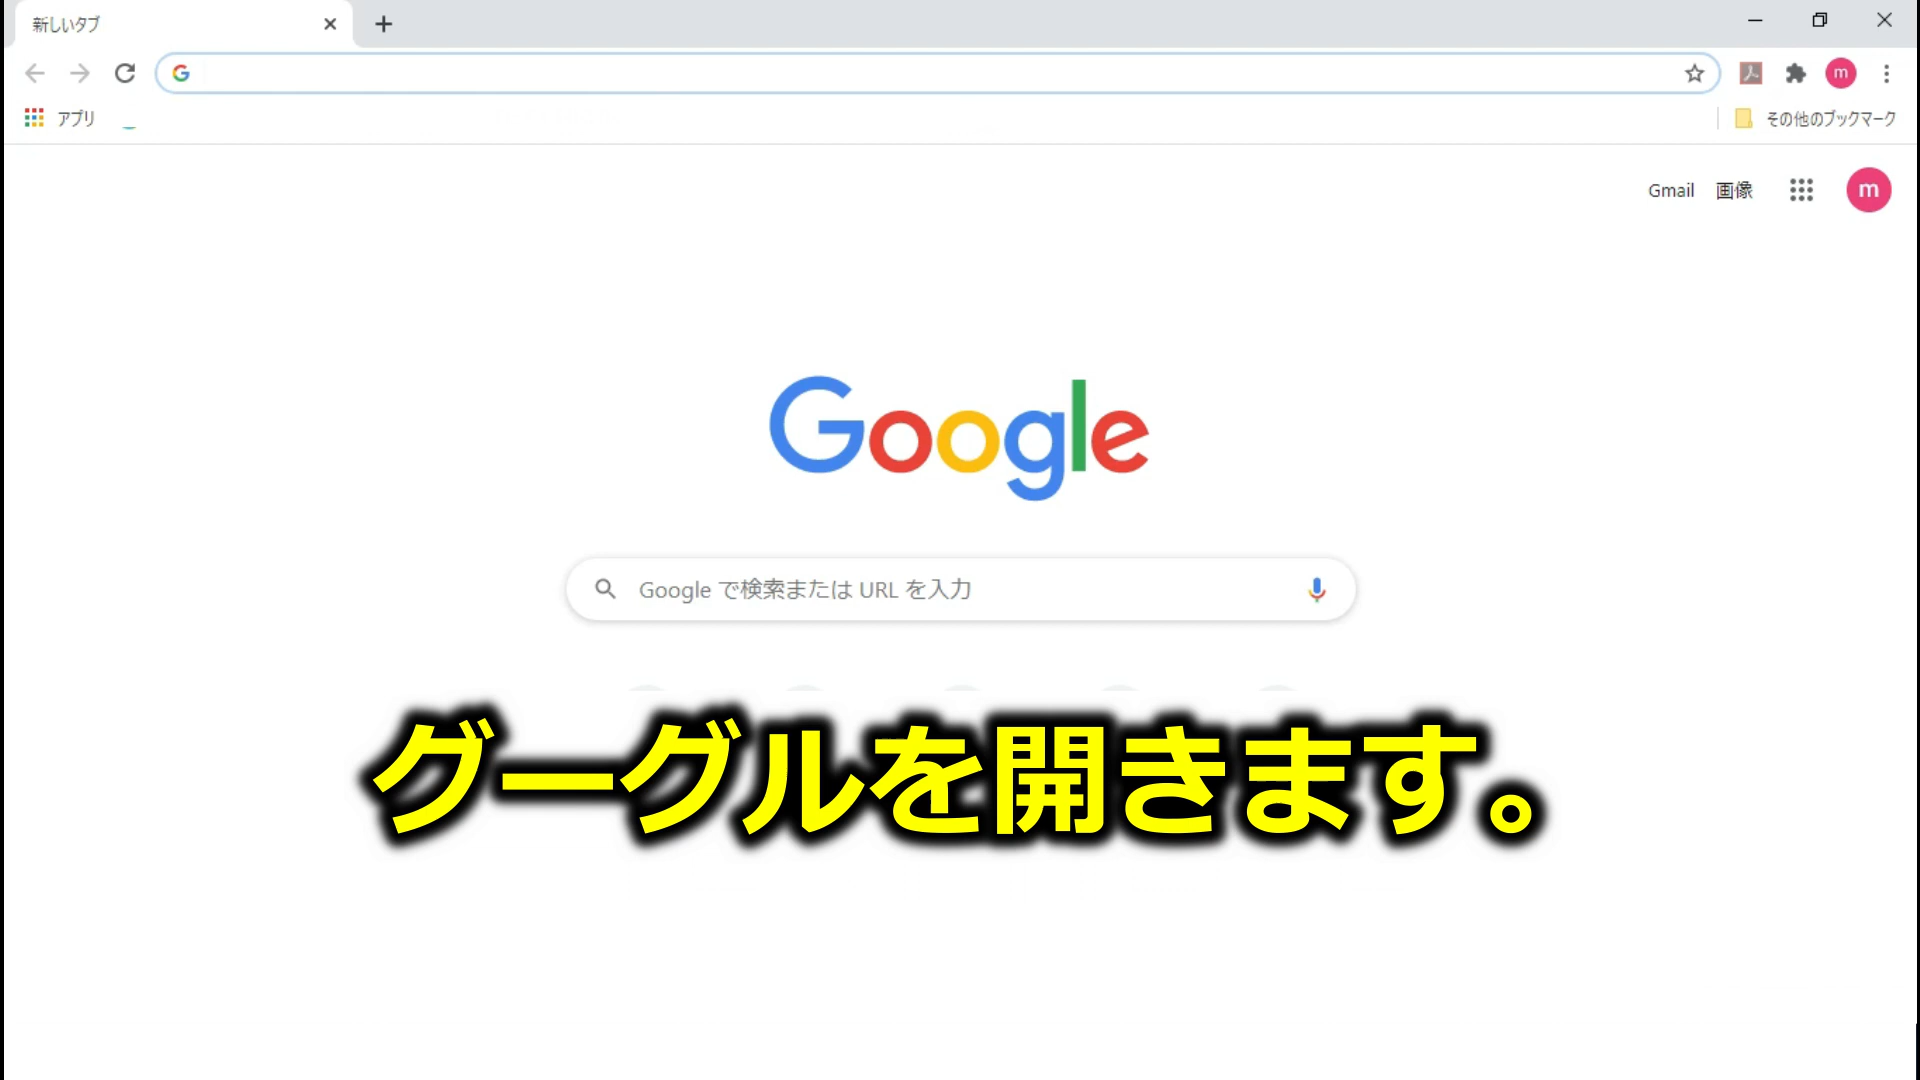 新しいタブ
アプリ
その他のブックマーク
Gmail 画像
m
m
Google
Google で検索または URL を入力
グーグルを開きます。